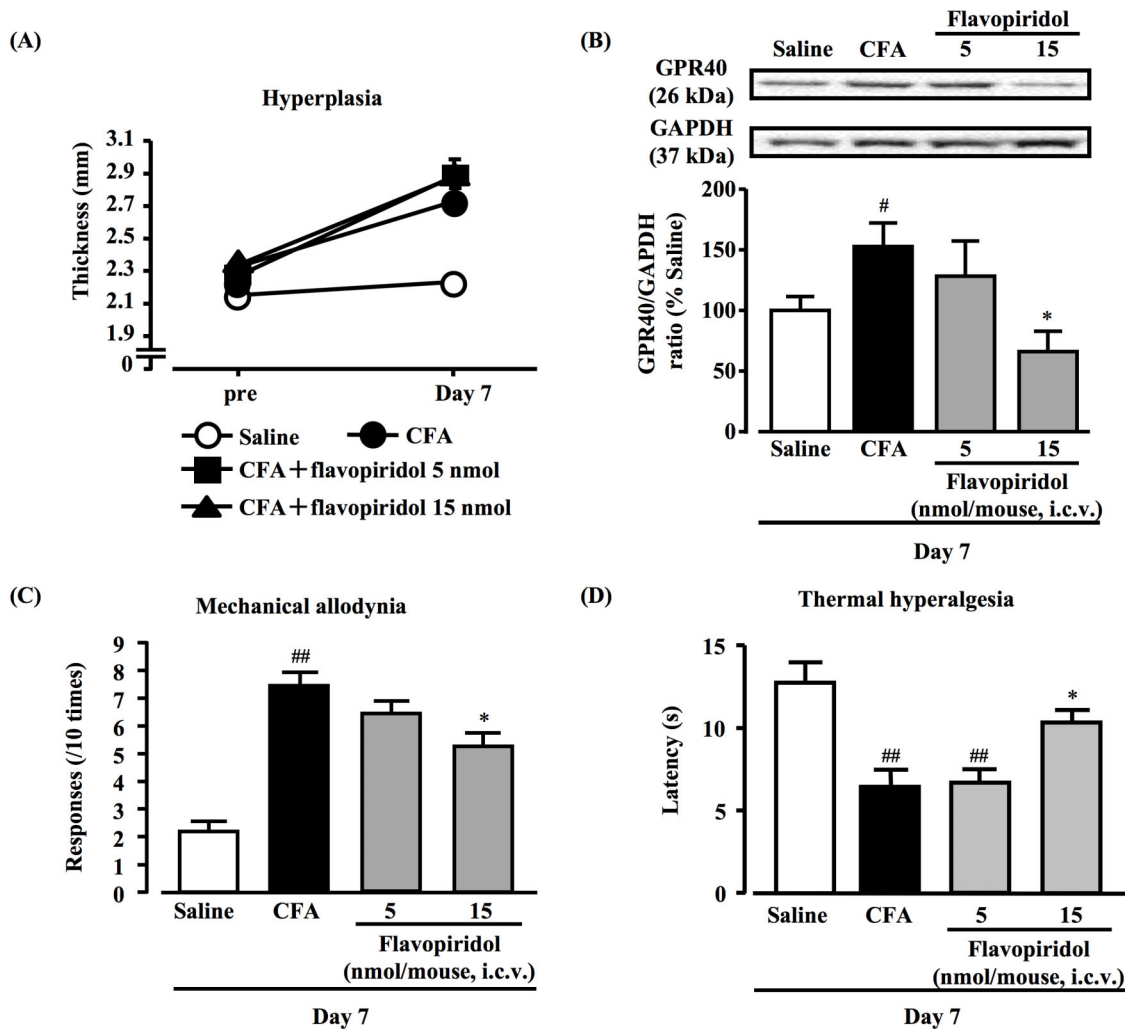 (A)
Hyperplasia
Thickness (mm)
3.1
2.9
2.7
2.5
2.3
2.1
1.9
0
pre
Day 7
Saline
CFA
CFA+flavopiridol 5 nmol
CFA+flavopiridol 15 nmol
(B)
Flavopiridol
Saline
CFA
5
15
GPR40
(26 kDa)
GAPDH
(37 kDa)
GPR40/GAPDH
ratio (% Saline)
200
150
100
50
0
#
*
Saline
CFA
5
15
Flavopiridol
(nmol/mouse, i.c.v.)
Day 7
(C)
Mechanical allodynia
Responses (/10 times)
9
8
7
6
5
4
3
2
1
0
##
*
Saline
CFA
5
15
Flavopiridol
(nmol/mouse, i.c.v.)
Day 7
(D)
Thermal hyperalgesia
Latency (s)
15
10
5
0
##
##
*
Saline
CFA
5
15
Flavopiridol
(nmol/mouse, i.c.v.)
Day 7